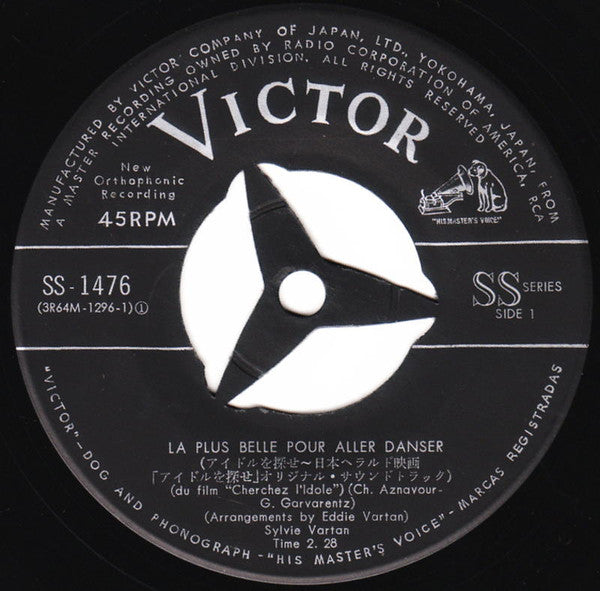 MANUFACTURED BY VICTOR COMPANY OF JAPAN, LTD., YOKOHAMA, JAPAN, FROM
A MASTER RECORDING OWNED BY RADIO CORPORATION OF AMERICA, RCA
INTERNATIONAL DIVISION. ALL RIGHTS RESERVED
VICTOR
New
Orthophonic
Recording
45RPM
"HIS MASTER'S VOICE"
SS-1476
(3R64M-1296-1)①
SS SERIES
SIDE 1
LA PLUS BELLE POUR ALLER DANSER
(アイドルを探せ〜日本ヘラルド映画
「アイドルを探せ」オリジナル・サウンドトラック)
(du film "Cherchez l'Idole") (Ch. Aznavour-
G. Garvarentz)
(Arrangements by Eddie Vartan)
Sylvie Vartan
Time 2. 28
"VICTOR"—DOG AND PHONOGRAPH—"HIS MASTER'S VOICE"—MARCAS REGISTRADAS